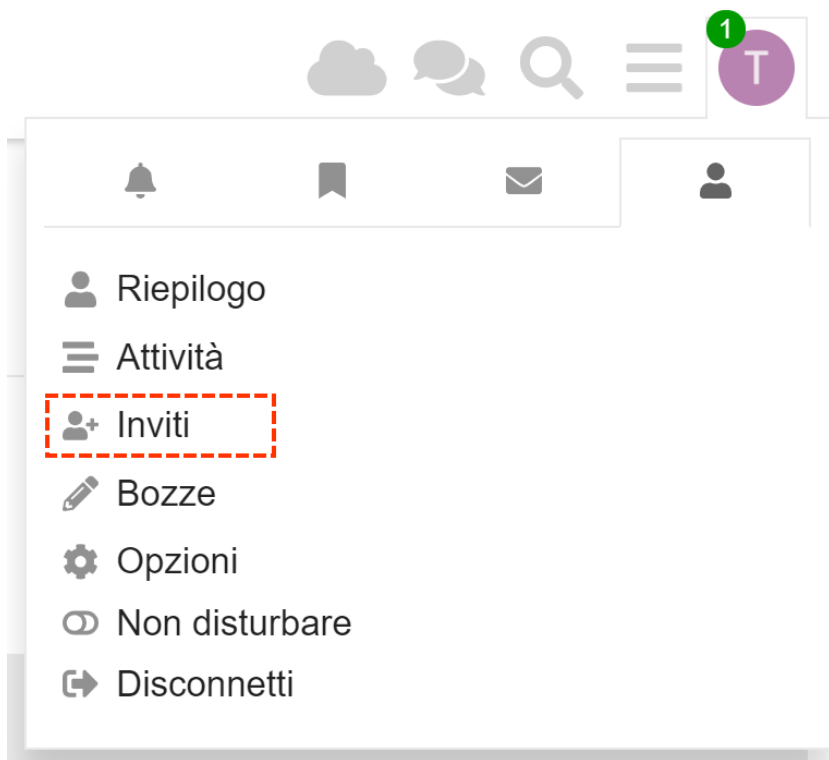 1
T
Riepilogo
Attività
Inviti
Bozze
Opzioni
Non disturbare
Disconnetti